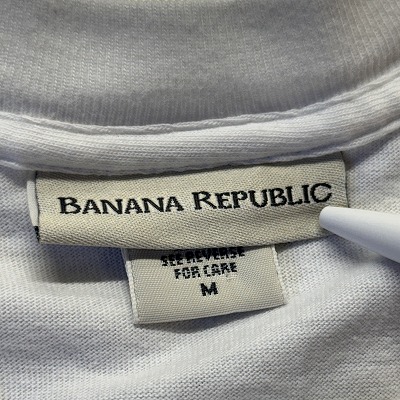 BANANA REPUBLIC
SEE REVERSE
FOR CARE
M